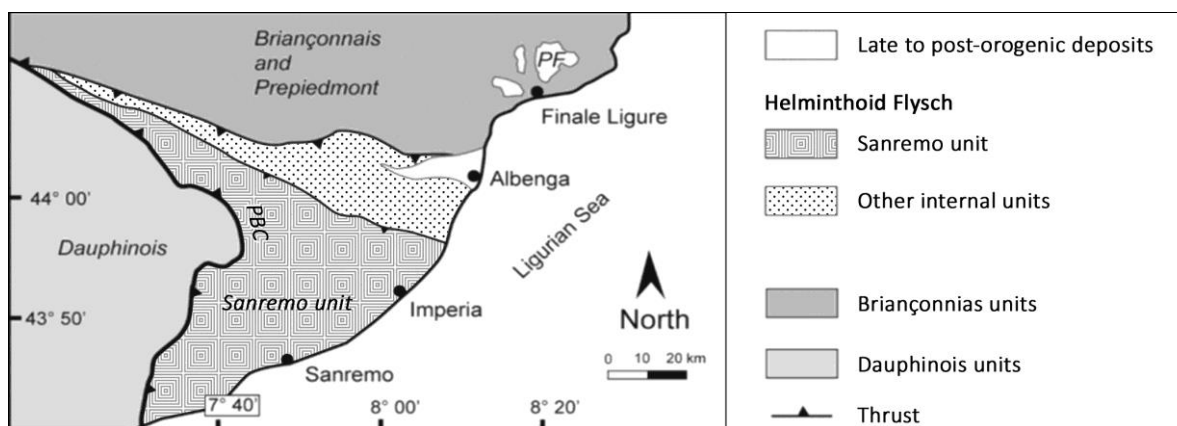 Briançonnais
and
Prepiedmont
PF
Finale Ligure
Albenga
44° 00'
PBC
Dauphinois
Ligurian Sea
Sanremo unit
Imperia
43° 50'
North
0 10 20 km
Sanremo
7° 40'
8° 00'
8° 20'
Late to post-orogenic deposits
Helminthoid Flysch
Sanremo unit
Other internal units
Briançonnias units
Dauphinois units
Thrust